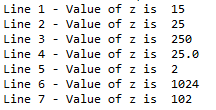 Line 1 - Value of z is  15
Line 2 - Value of z is  25
Line 3 - Value of z is  250
Line 4 - Value of z is  25.0
Line 5 - Value of z is  2
Line 6 - Value of z is  1024
Line 7 - Value of z is  102